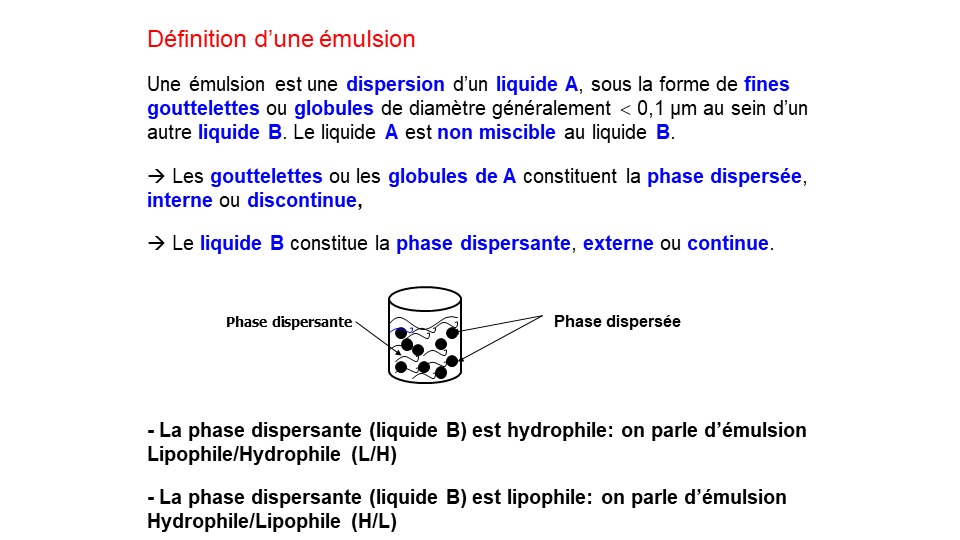 Définition d’une émulsion
Une émulsion est une dispersion d’un liquide A, sous la forme de fines
gouttelettes ou globules de diamètre généralement < 0,1 µm au sein d’un
autre liquide B. Le liquide A est non miscible au liquide B.
→ Les gouttelettes ou les globules de A constituent la phase dispersée,
interne ou discontinue,
→ Le liquide B constitue la phase dispersante, externe ou continue.
Phase dispersante
Phase dispersée
- La phase dispersante (liquide B) est hydrophile: on parle d’émulsion
Lipophile/Hydrophile (L/H)
- La phase dispersante (liquide B) est lipophile: on parle d’émulsion
Hydrophile/Lipophile (H/L)